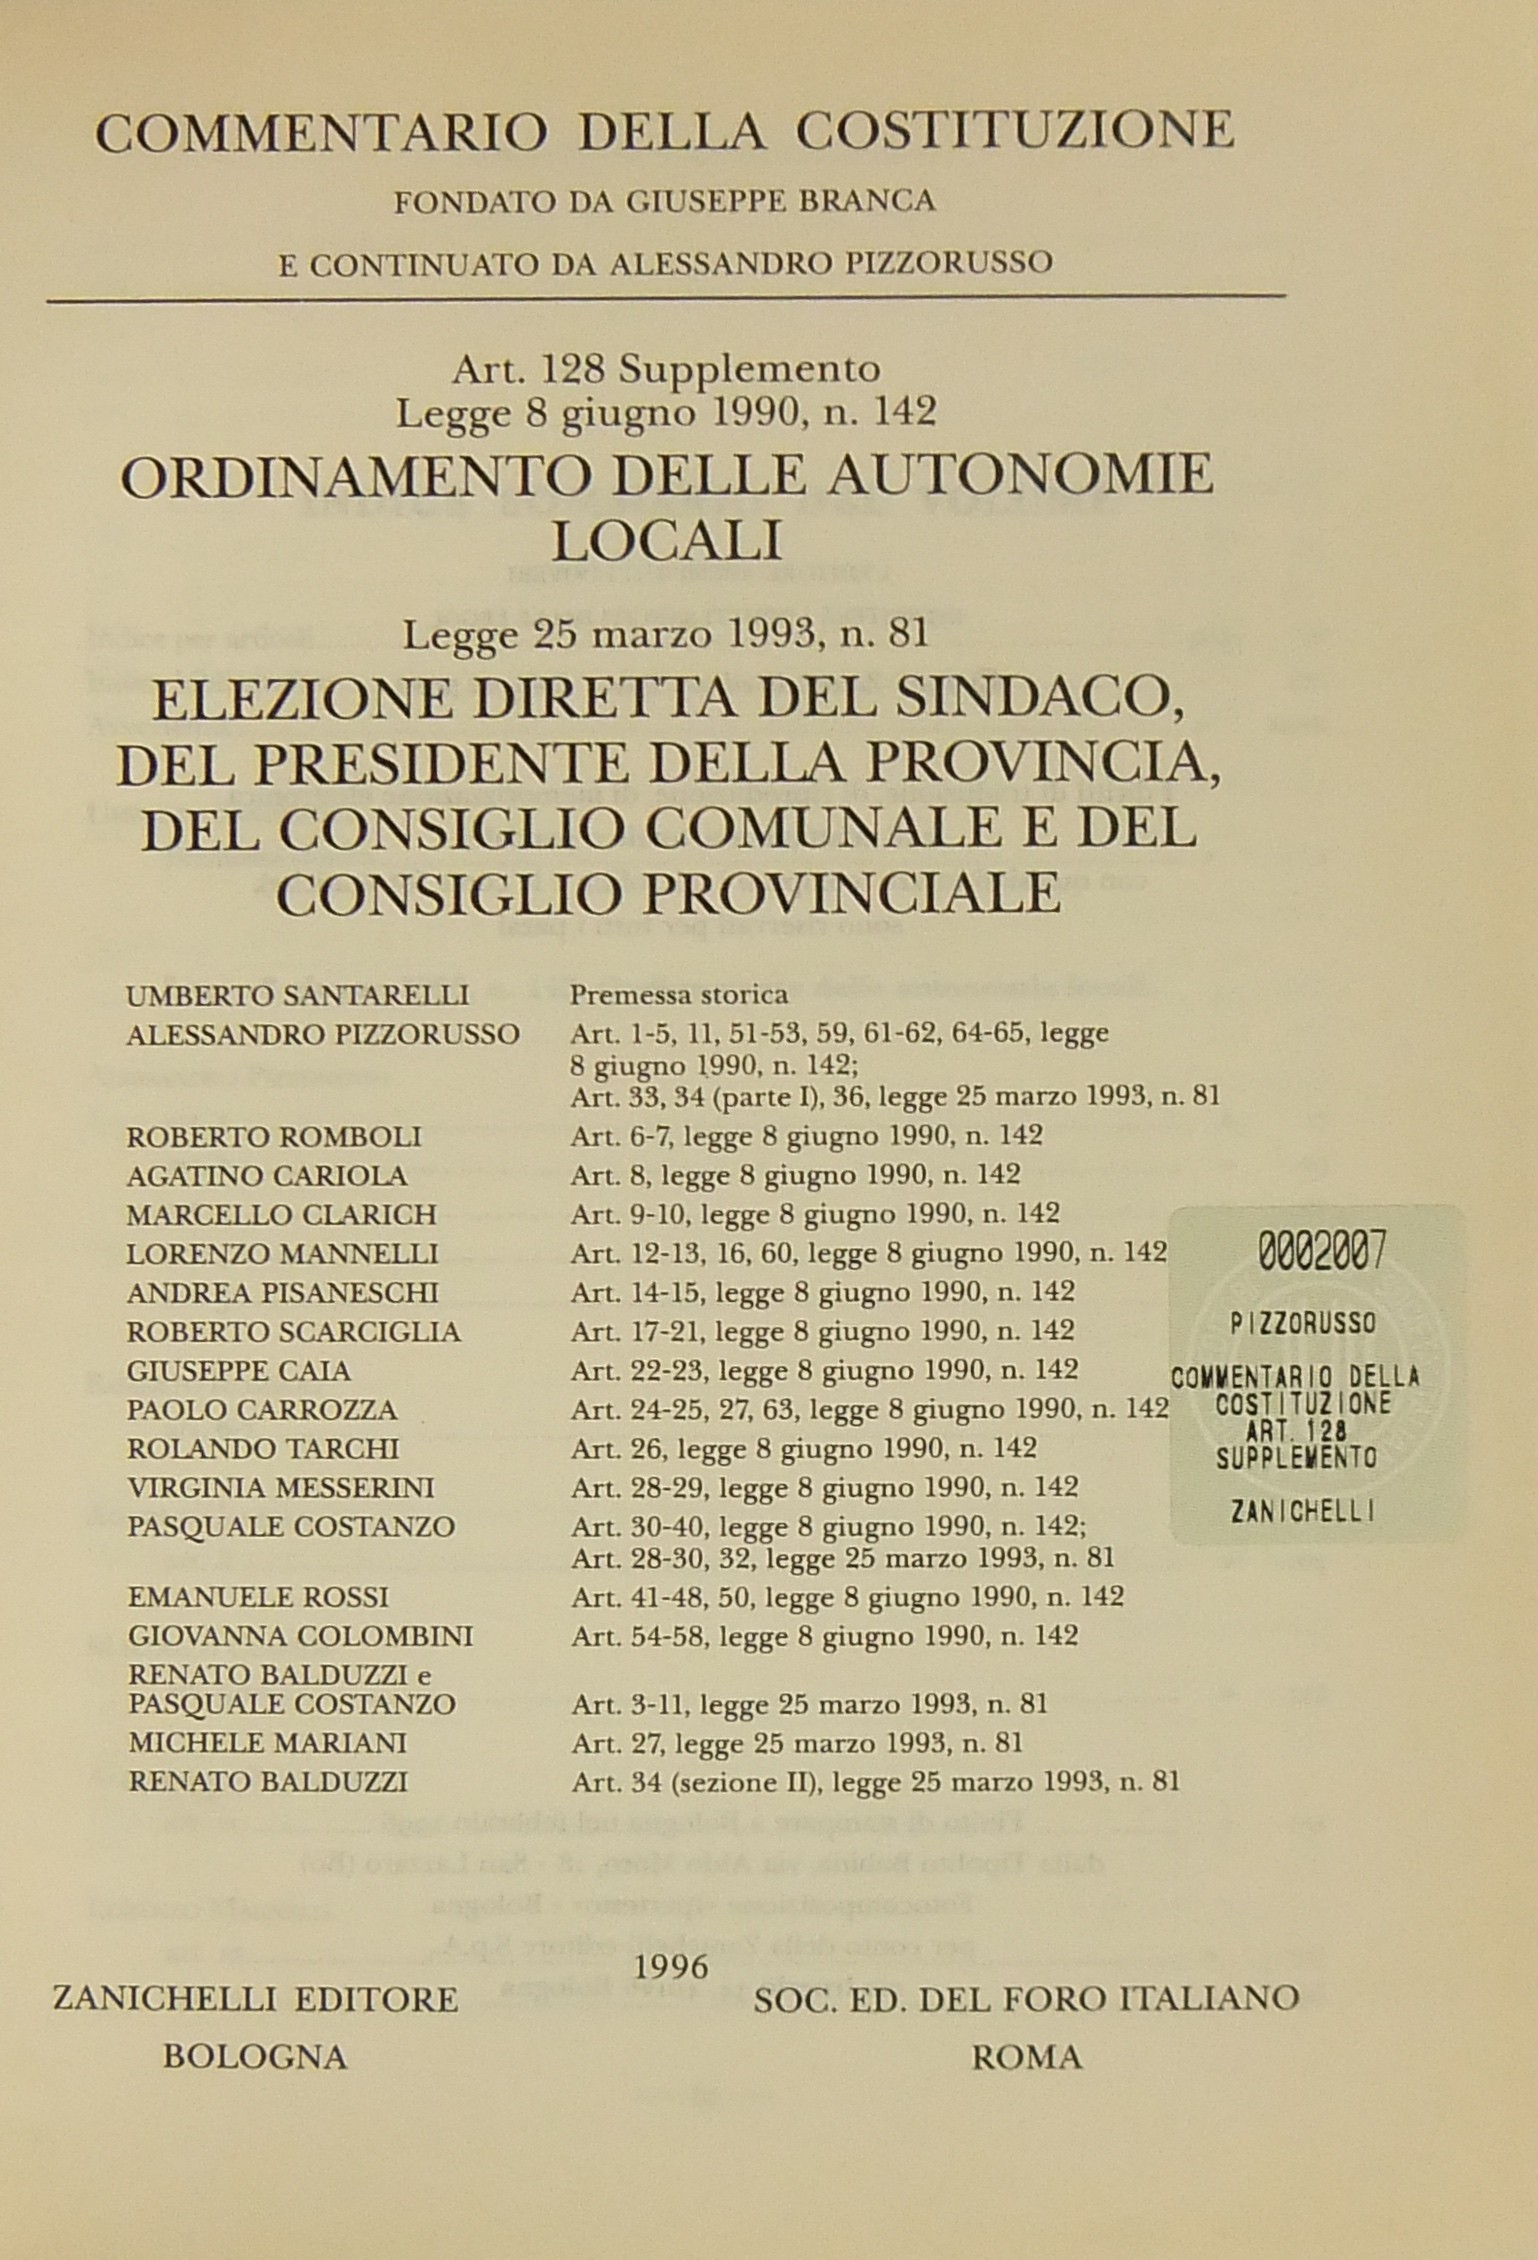 COMMENTARIO DELLA COSTITUZIONE
FONDATO DA GIUSEPPE BRANCA
E CONTINUATO DA ALESSANDRO PIZZORUSSO
Art. 128 Supplemento
Legge 8 giugno 1990, n. 142
ORDINAMENTO DELLE AUTONOMIE
LOCALI
Legge 25 marzo 1993, n. 81
ELEZIONE DIRETTA DEL SINDACO,
DEL PRESIDENTE DELLA PROVINCIA,
DEL CONSIGLIO COMUNALE E DEL
CONSIGLIO PROVINCIALE
UMBERTO SANTARELLI Premessa storica
ALESSANDRO PIZZORUSSO Art. 1-5, 11, 51-53, 59, 61-62, 64-65, legge
8 giugno 1990, n. 142;
Art. 33, 34 (parte I), 36, legge 25 marzo 1993, n. 81
ROBERTO ROMBOLI Art. 6-7, legge 8 giugno 1990, n. 142
AGATINO CARIOLA Art. 8, legge 8 giugno 1990, n. 142
MARCELLO CLARICH Art. 9-10, legge 8 giugno 1990, n. 142
LORENZO MANNELLI Art. 12-13, 16, 60, legge 8 giugno 1990, n. 142
ANDREA PISANESCHI Art. 14-15, legge 8 giugno 1990, n. 142
ROBERTO SCARCIGLIA Art. 17-21, legge 8 giugno 1990, n. 142
GIUSEPPE CAIA Art. 22-23, legge 8 giugno 1990, n. 142
PAOLO CARROZZA Art. 24-25, 27, 63, legge 8 giugno 1990, n. 142
ROLANDO TARCHI Art. 26, legge 8 giugno 1990, n. 142
VIRGINIA MESSERINI Art. 28-29, legge 8 giugno 1990, n. 142
PASQUALE COSTANZO Art. 30-40, legge 8 giugno 1990, n. 142;
Art. 28-30, 32, legge 25 marzo 1993, n. 81
EMANUELE ROSSI Art. 41-48, 50, legge 8 giugno 1990, n. 142
GIOVANNA COLOMBINI Art. 54-58, legge 8 giugno 1990, n. 142
RENATO BALDUZZI e
PASQUALE COSTANZO Art. 3-11, legge 25 marzo 1993, n. 81
MICHELE MARIANI Art. 27, legge 25 marzo 1993, n. 81
RENATO BALDUZZI Art. 34 (sezione II), legge 25 marzo 1993, n. 81
0002007
PIZZORUSSO
COMMENTARIO DELLA
COSTITUZIONE
ART. 128
SUPPLEMENTO
ZANICHELLI
1996
ZANICHELLI EDITORE SOC. ED. DEL FORO ITALIANO
BOLOGNA ROMA